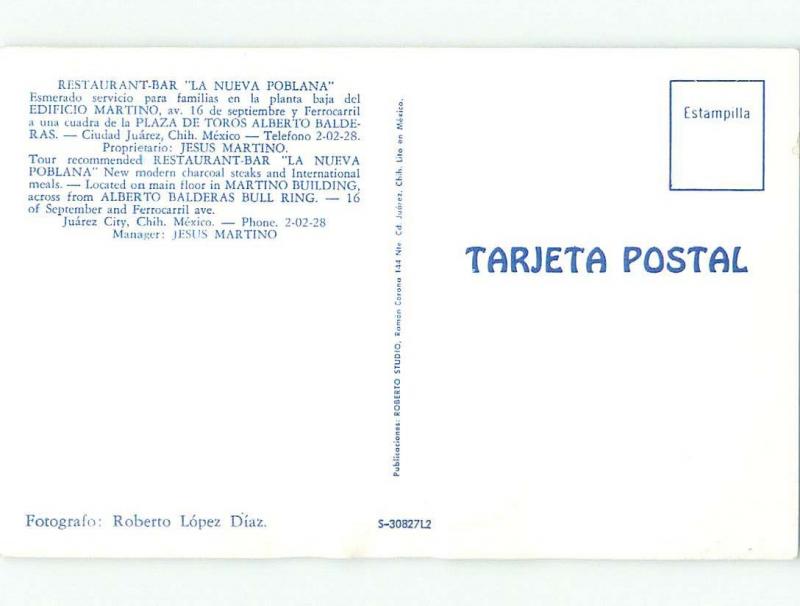 RESTAURANT-BAR "LA NUEVA POBLANA"
Esmerado servicio para familias en la planta baja del
EDIFICIO MARTINO, av. 16 de septiembre y Ferrocarril
a una cuadra de la PLAZA DE TOROS ALBERTO BALDE-
RAS. — Ciudad Juárez, Chih. México — Telefono 2-02-28.
Proprietario: JESUS MARTINO.
Tour recommended RESTAURANT-BAR "LA NUEVA
POBLANA" New modern charcoal steaks and International
meals. — Located on main floor in MARTINO BUILDING,
across from ALBERTO BALDERAS BULL RING. — 16
of September and Ferrocarril ave.
Juárez City, Chih. México. — Phone. 2-02-28
Manager: JESUS MARTINO
Fotografo: Roberto López Díaz.
Publicaciones: ROBERTO STUDIO, Ramón Corona 144 Nte. Cd. Juárez, Chih. Lito en México.
S-30827L2
Estampilla
TARJETA POSTAL